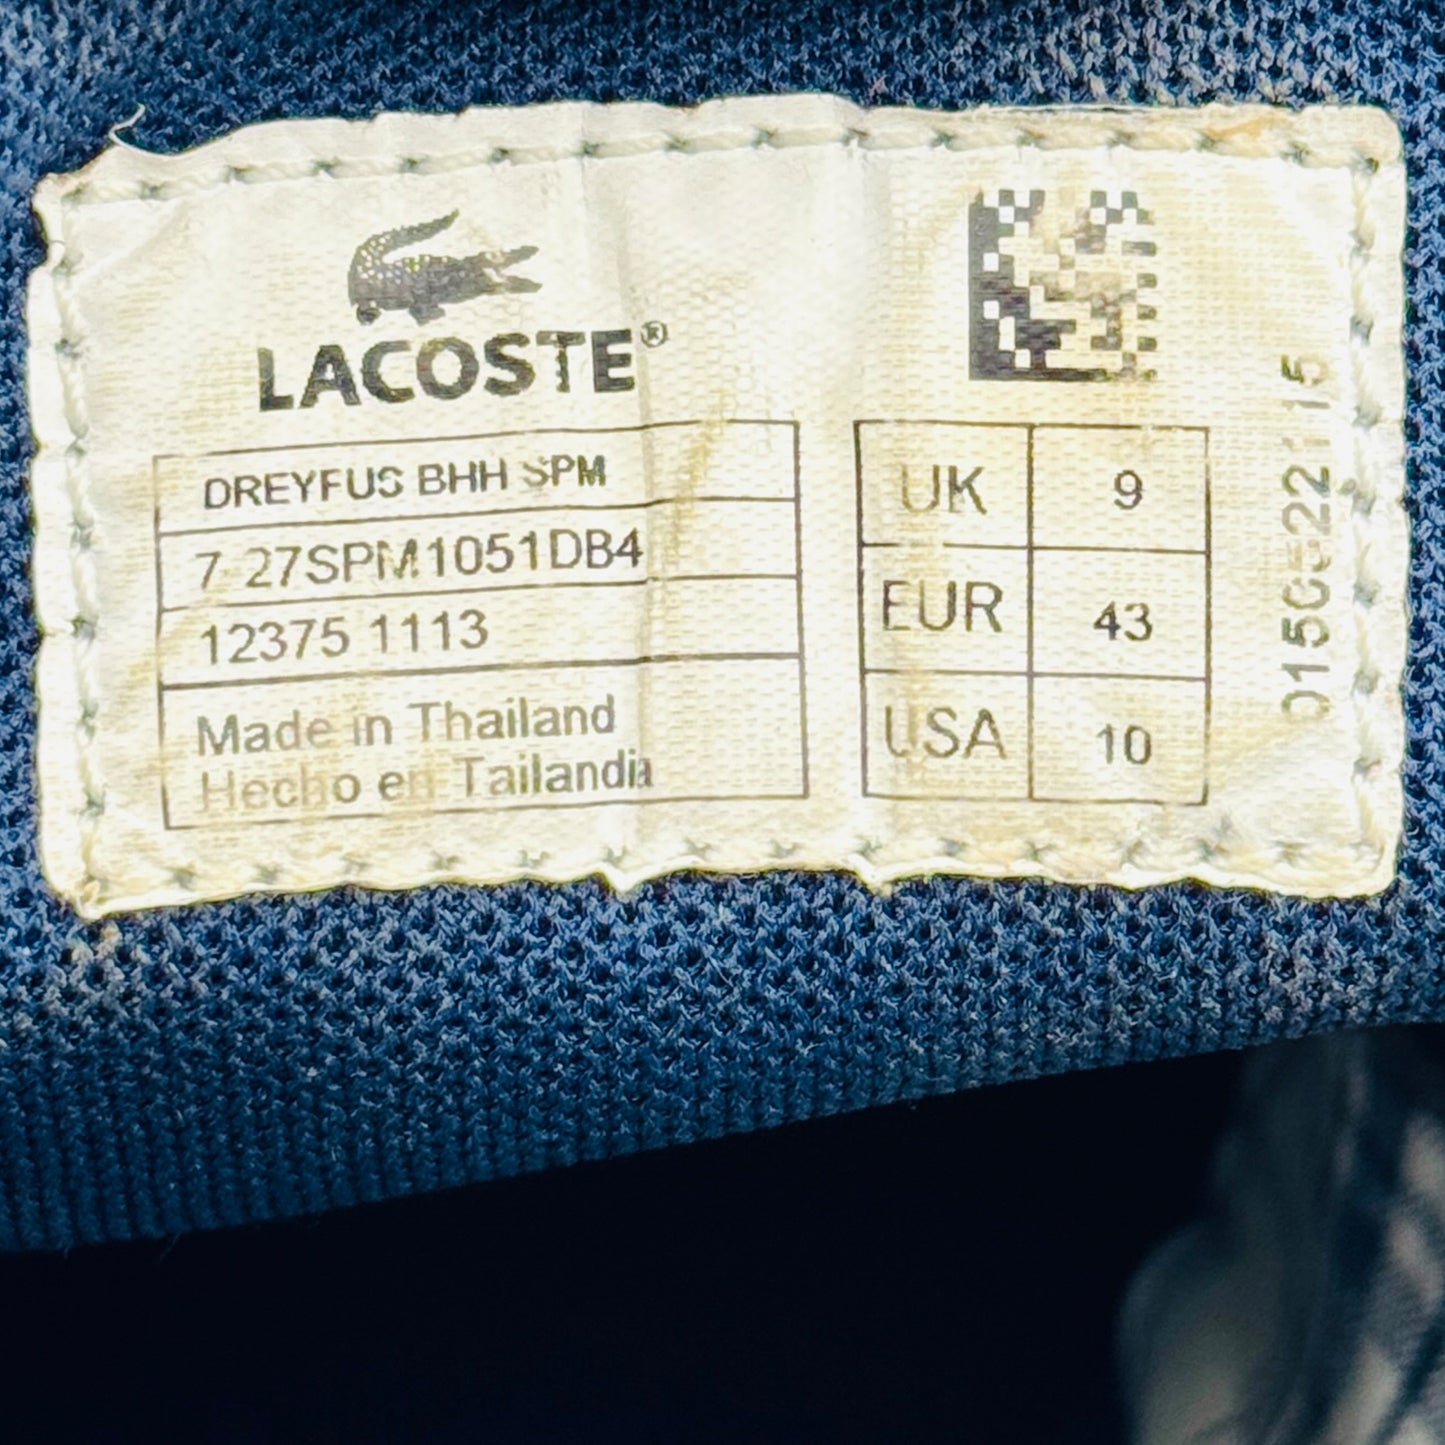 LACOSTE®
DREYFUS BHH SPM
7-27SPM1051DB4
12375 1113
Made in Thailand
Hecho en Tailandia
UK 9
EUR 43
USA 10